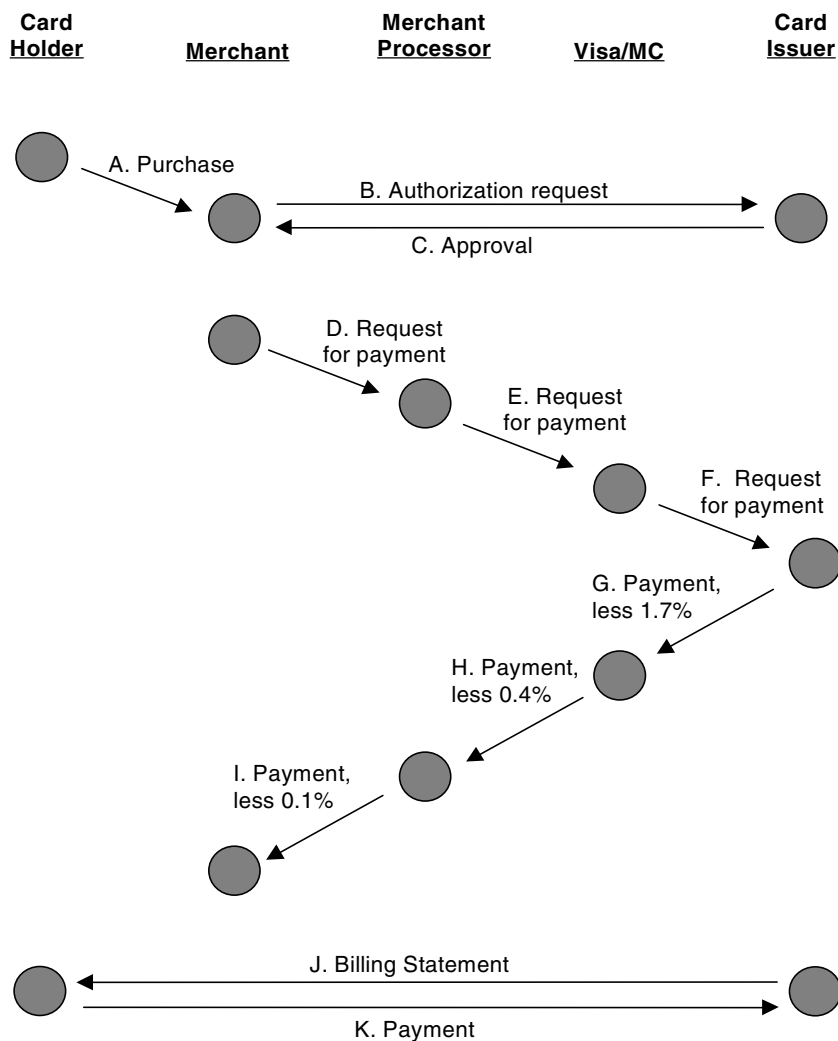 Card
Holder
Merchant
Merchant
Processor
Visa/MC
Card
Issuer
A. Purchase
B. Authorization request
C. Approval
D. Request
for payment
E. Request
for payment
F. Request
for payment
G. Payment,
less 1.7%
H. Payment,
less 0.4%
I. Payment,
less 0.1%
J. Billing Statement
K. Payment